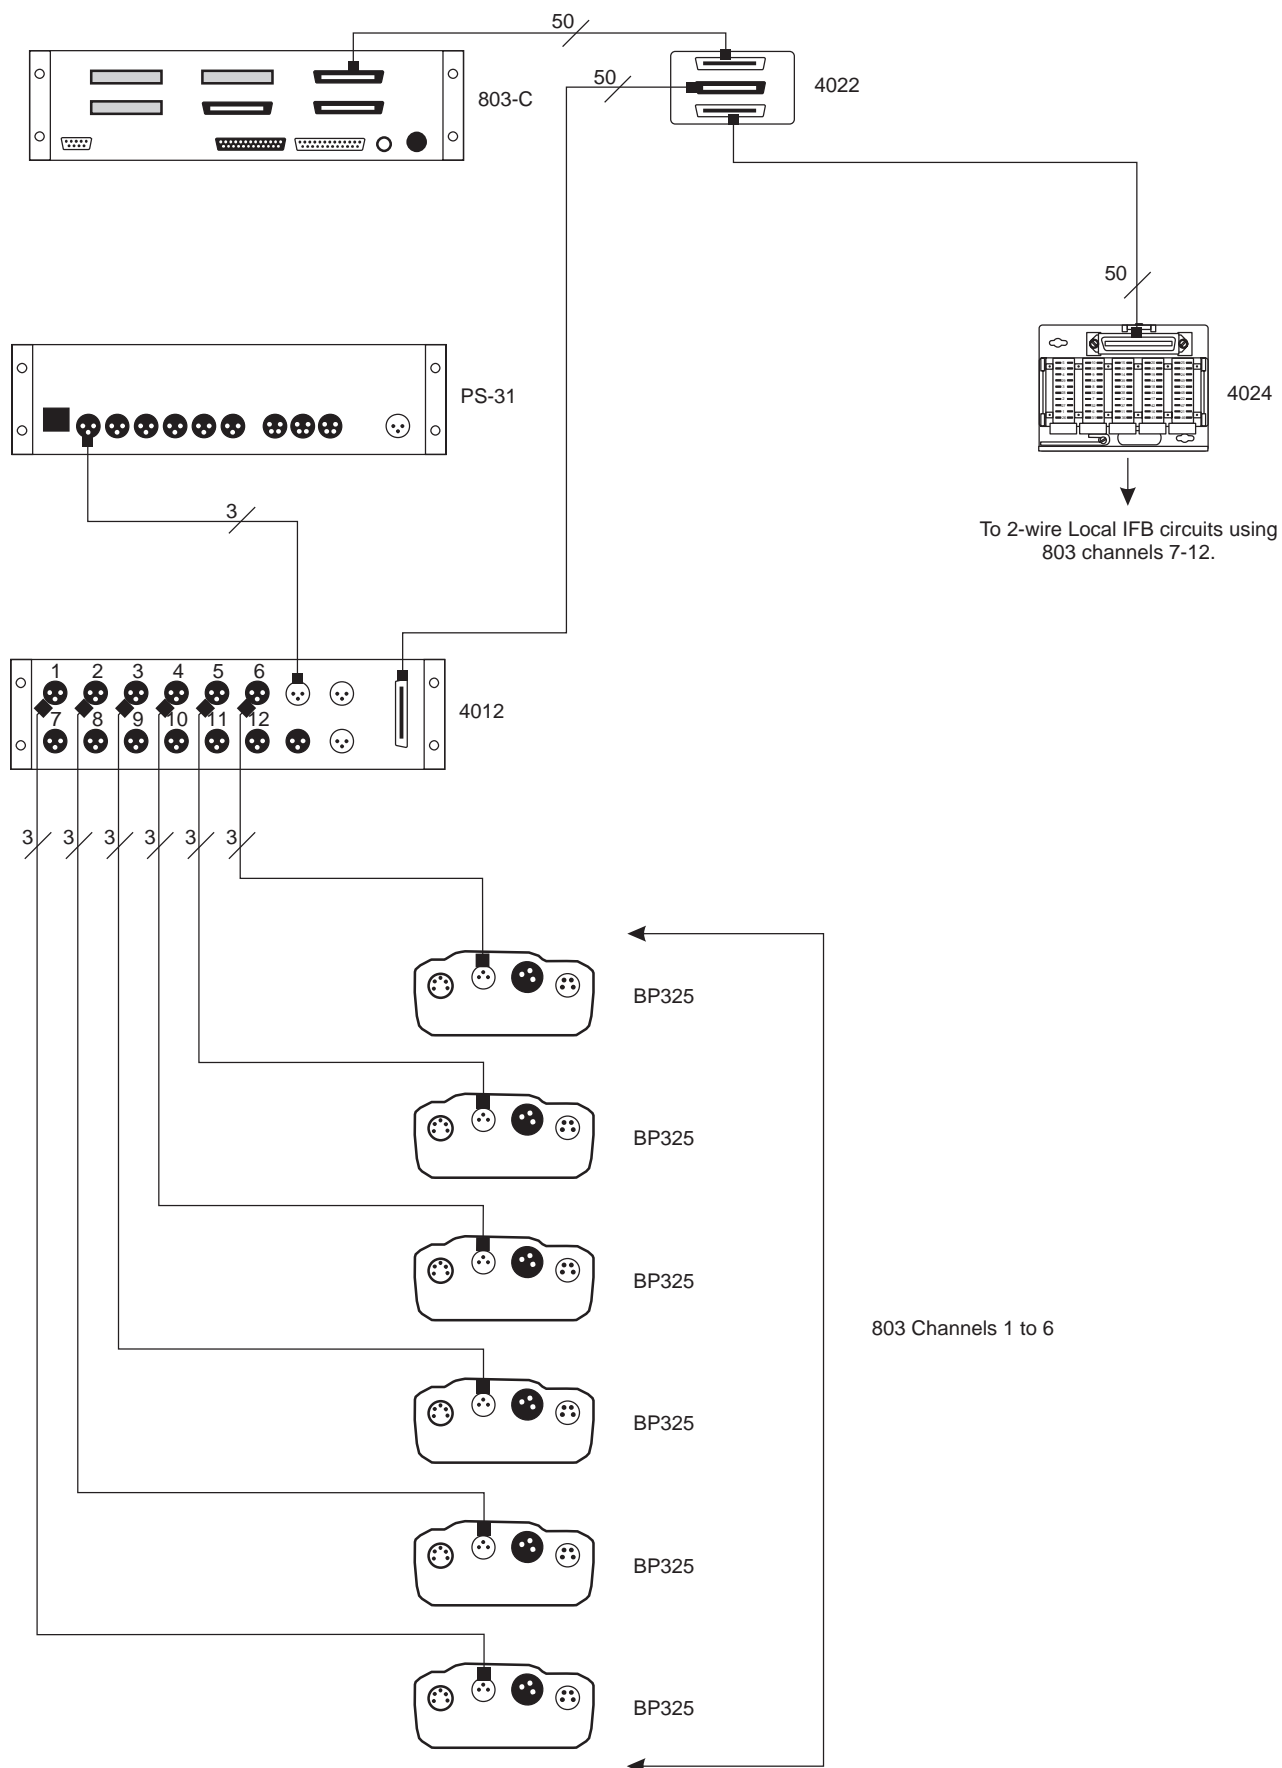 50
50
4022
803-C
50
PS-31
4024
3
To 2-wire Local IFB circuits using
803 channels 7-12.
1 2 3 4 5 6
4012
7 8 9 10 11 12
3 3 3 3 3 3
BP325
BP325
BP325
803 Channels 1 to 6
BP325
BP325
BP325